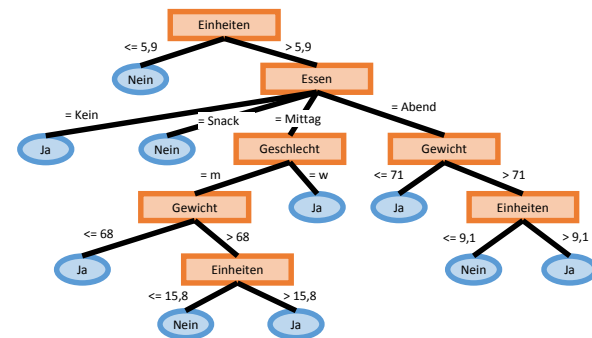 Einheiten
<= 5,9
> 5,9
Nein
Essen
= Kein
= Snack
= Mittag
= Abend
Ja
Nein
Geschlecht
Gewicht
= m
= w
<= 71
> 71
Gewicht
Ja
Ja
Einheiten
<= 68
> 68
<= 9,1
> 9,1
Ja
Einheiten
Nein
Ja
<= 15,8
> 15,8
Nein
Ja